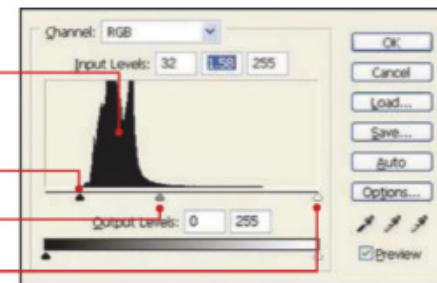 Channel: RGB
Input Levels: 32 1.58 255
Output Levels: 0 255
OK
Cancel
Load...
Save...
Auto
Options...
Preview